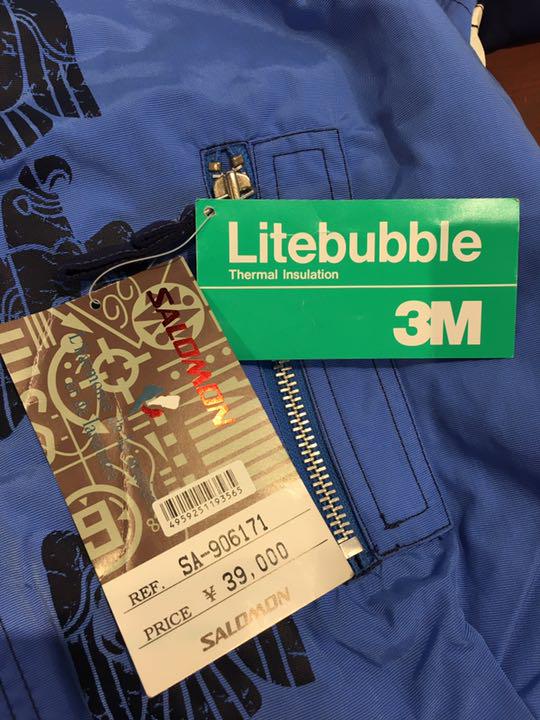 Litebubble
Thermal Insulation
3M
SALOMON
4959251193565
REF. SA-906171
PRICE ¥ 39,000
SALOMON